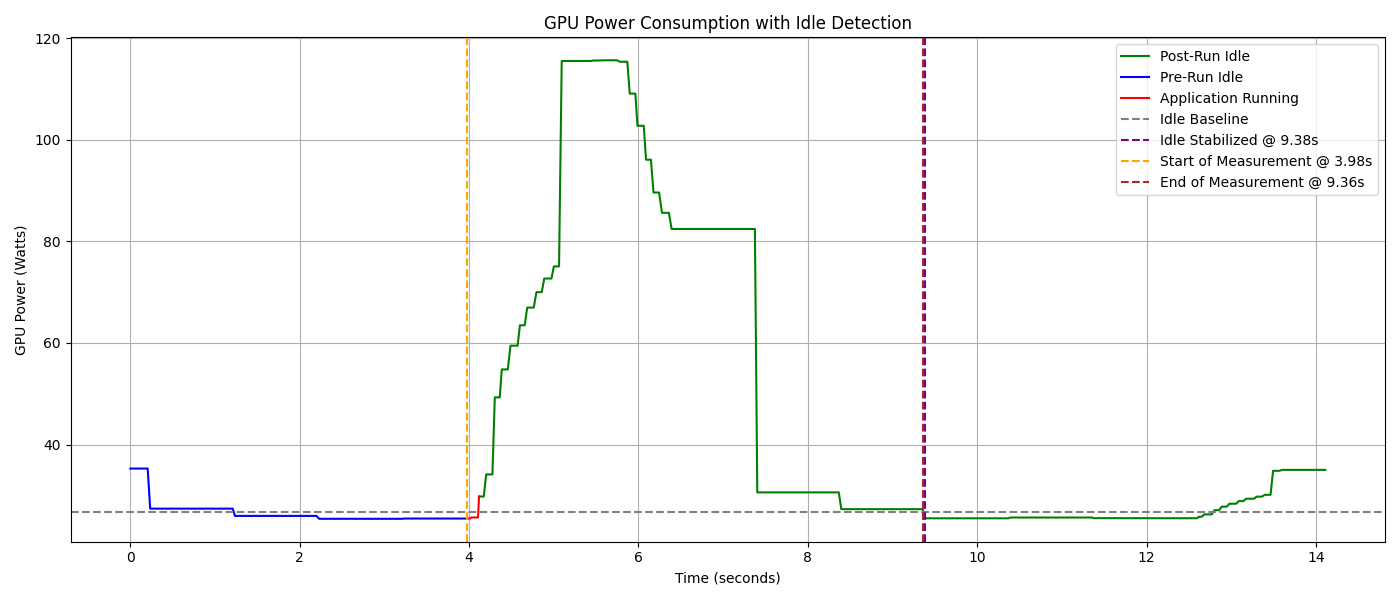 GPU Power Consumption with Idle Detection
120
100
80
60
40
GPU Power (Watts)
Post-Run Idle
Pre-Run Idle
Application Running
Idle Baseline
Idle Stabilized @ 9.38s
Start of Measurement @ 3.98s
End of Measurement @ 9.36s
0 2 4 6 8 10 12 14
Time (seconds)